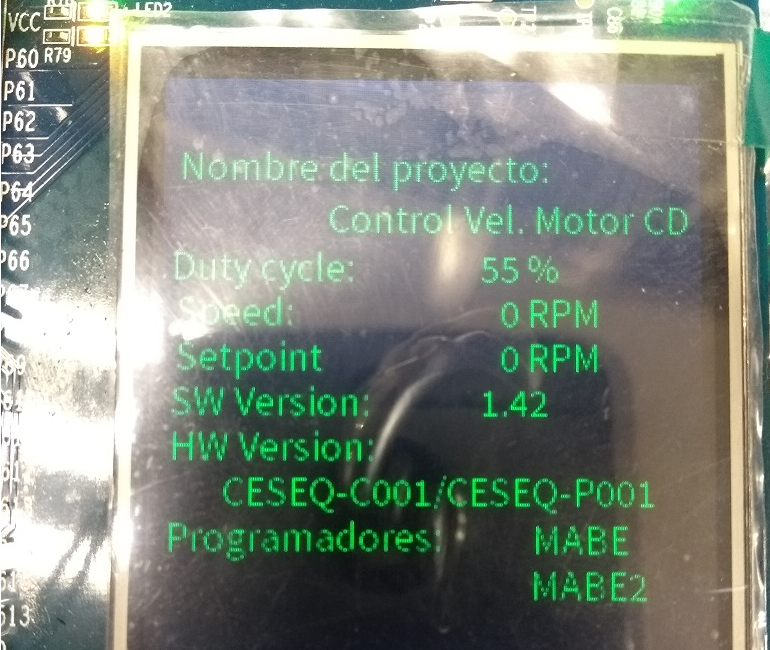 VCC
LED2
P60 R79
P61
P62
P63
P64
P65
P66
Nombre del proyecto:
Control Vel. Motor CD
Duty cycle: 55 %
Speed: 0 RPM
Setpoint 0 RPM
SW Version: 1.42
HW Version:
CESEQ-C001/CESEQ-P001
Programadores: MABE
MABE2